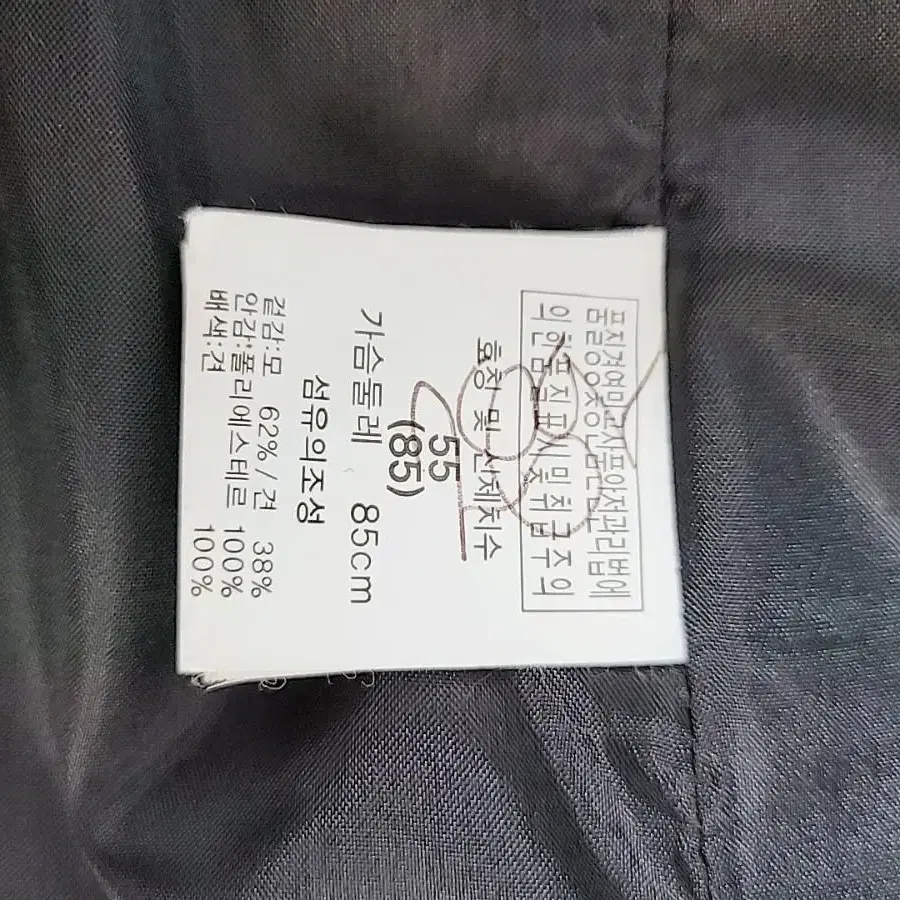 품질경영및공산품안전관리법에
의한품질표시및취급주의
호칭 및 신체치수
55
(85)
가슴둘레 85cm
섬유의조성
겉감:모 62% / 견 38%
안감:폴리에스테르 100%
배색:견 100%